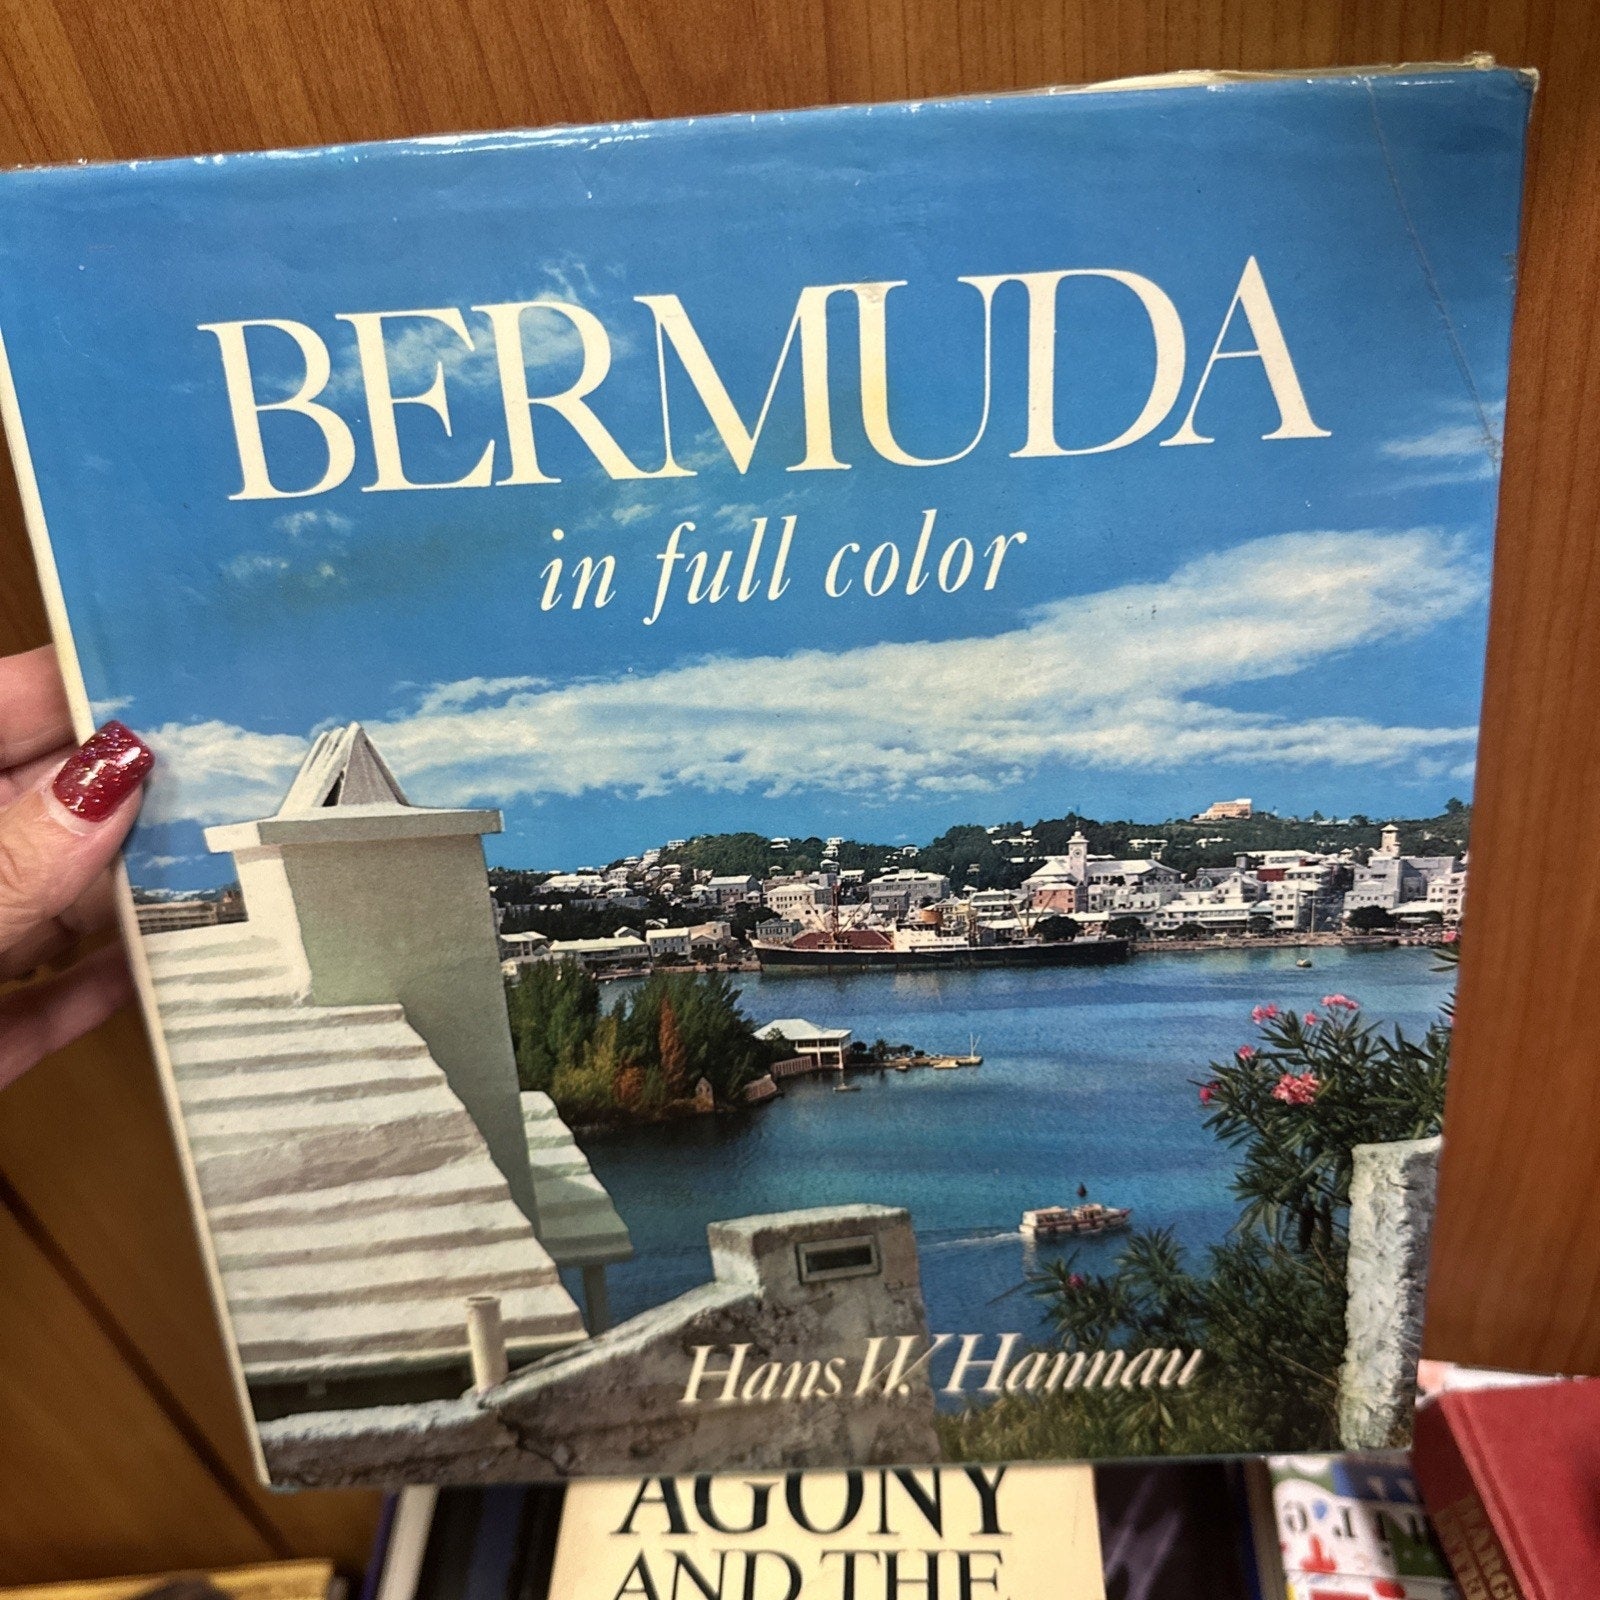 BERMUDA
in full color
Hans W. Hannau
AGONY
AND THE